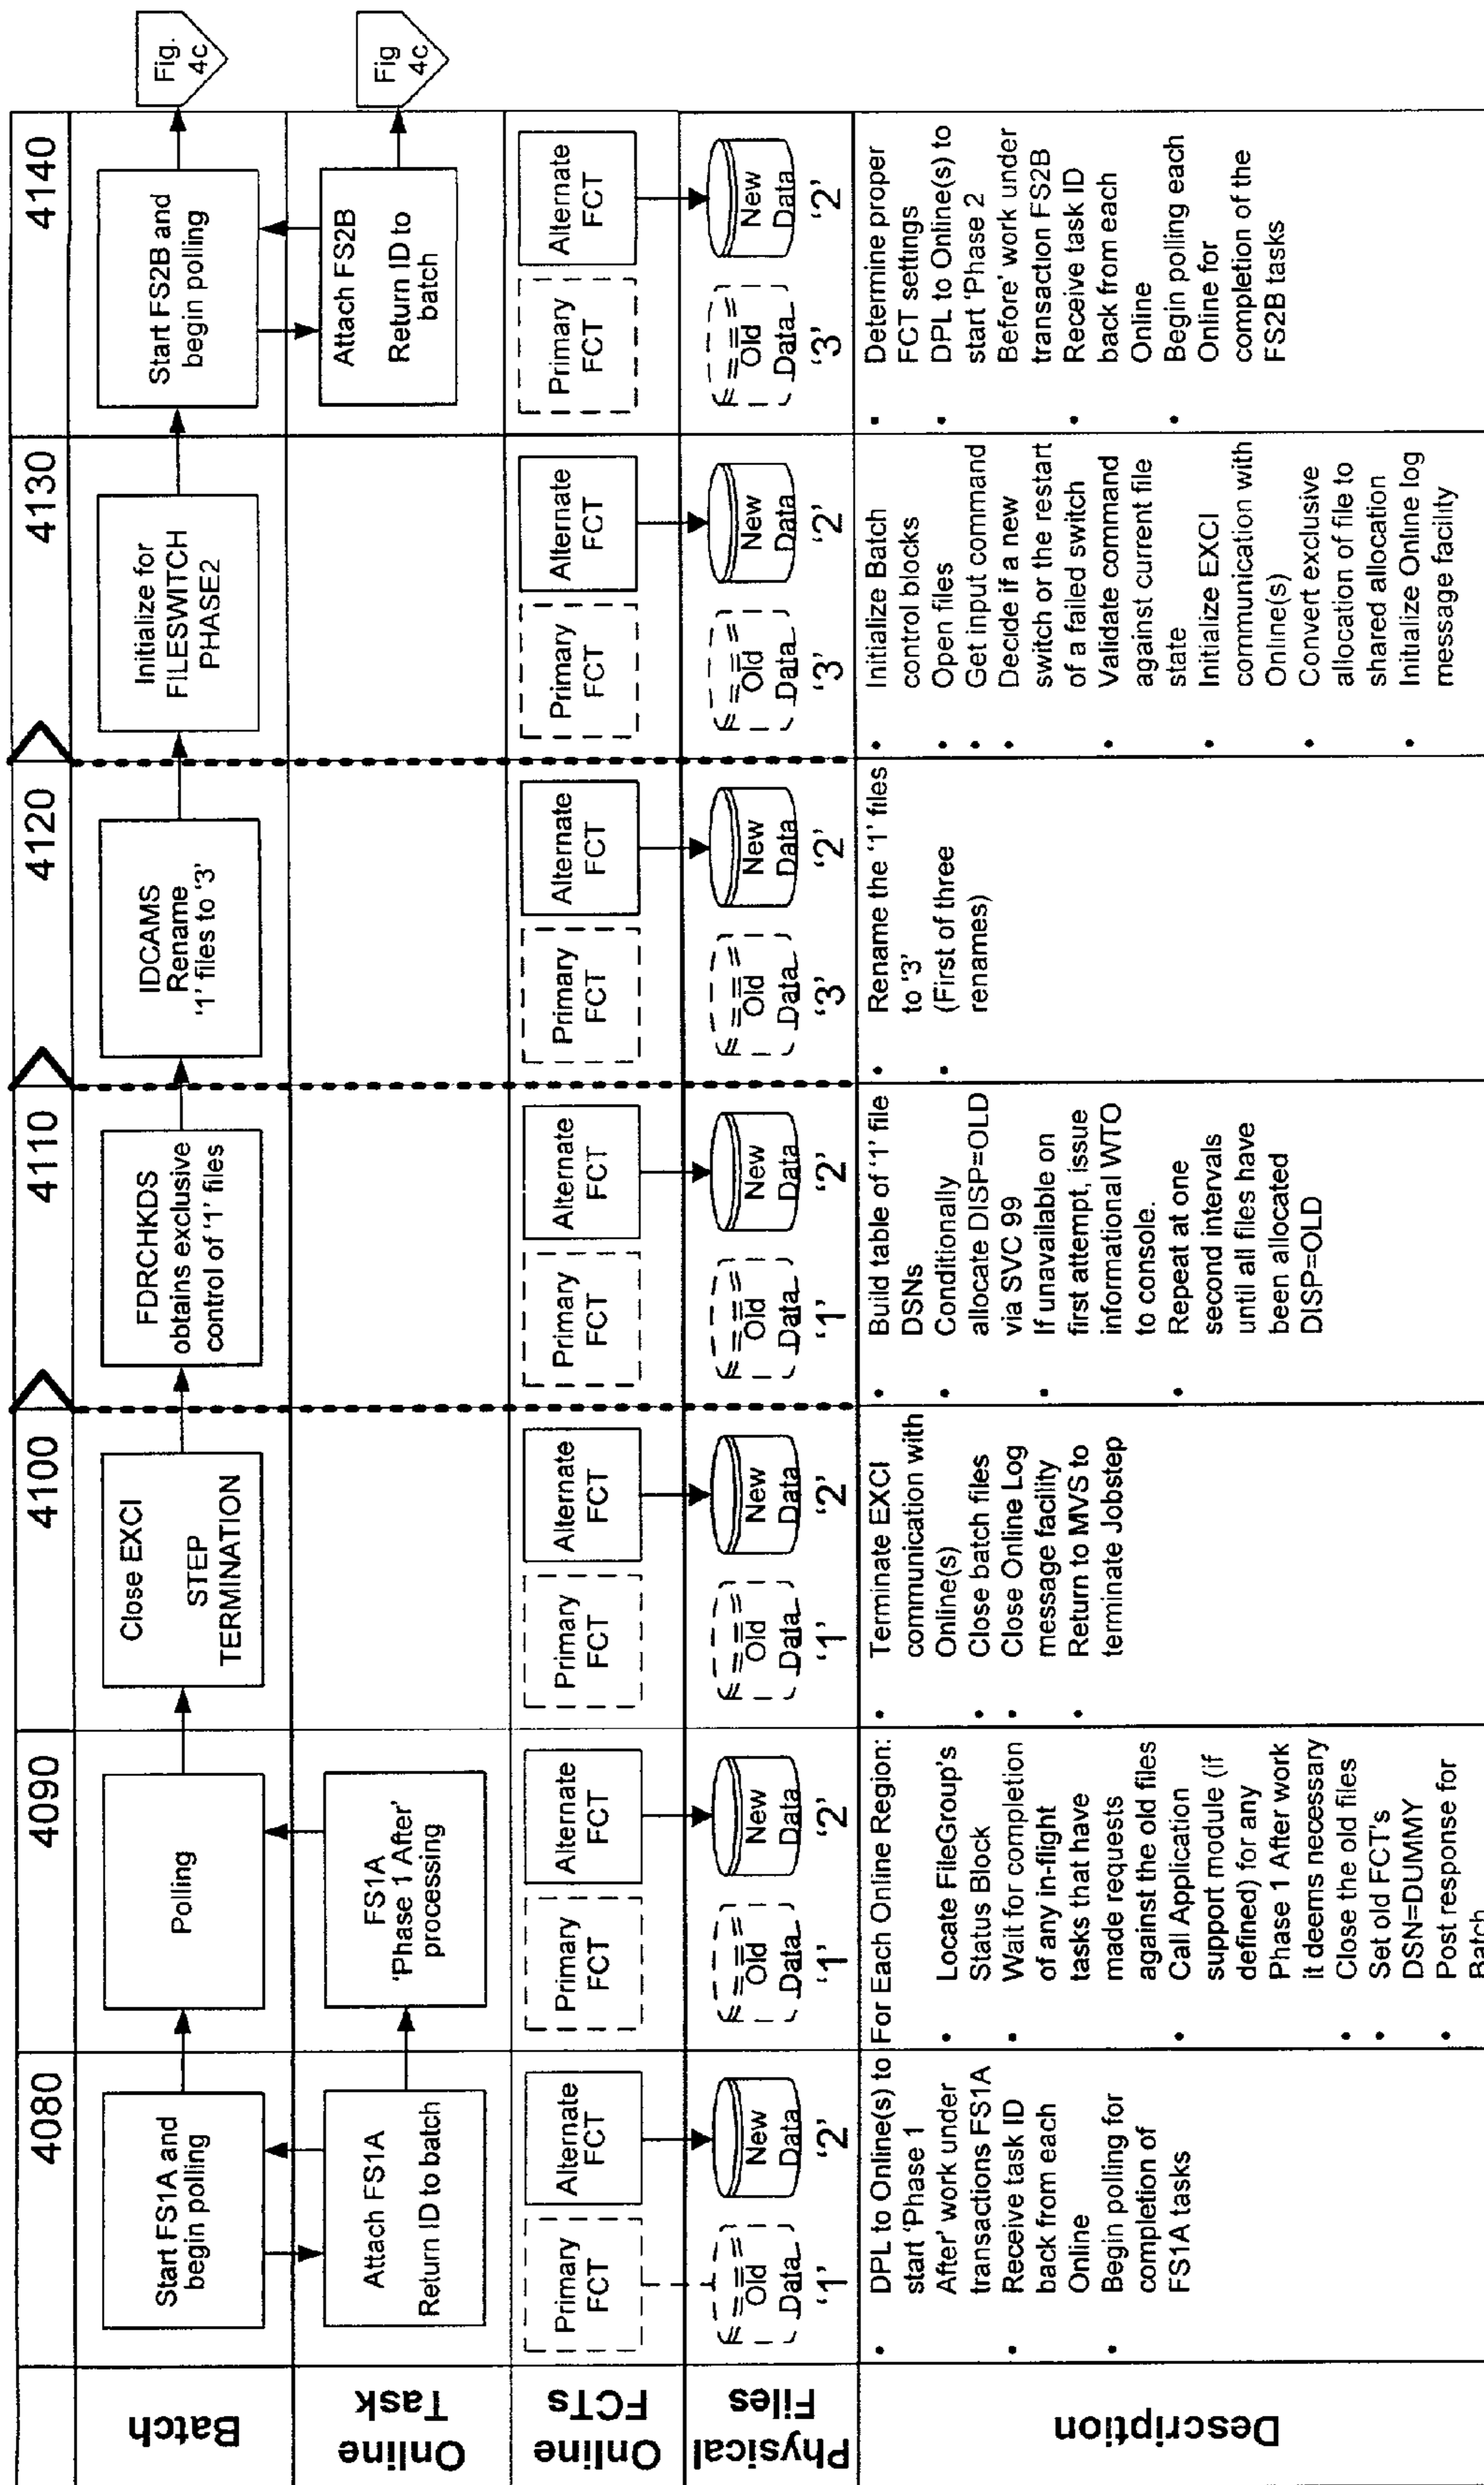 4080
4090
4100
4110
4120
4130
4140
Batch
Start FS1A and
begin polling
Polling
Close EXCI
STEP
TERMINATION
FDRCHKDS
obtains exclusive
control of '1' files
IDCAMS
Rename
'1' files to '3'
Initialize for
FILESWITCH
PHASE2
Start FS2B and
begin polling
Fig.
4c
Online
Task
Attach FS1A
Return ID to batch
FS1A
'Phase 1 After'
processing
Attach FS2B
Return ID to
batch
Fig
4c
Online
FCTs
Primary
FCT
Alternate
FCT
Primary
FCT
Alternate
FCT
Primary
FCT
Alternate
FCT
Primary
FCT
Alternate
FCT
Primary
FCT
Alternate
FCT
Primary
FCT
Alternate
FCT
Primary
FCT
Alternate
FCT
Physical
Files
Old
Data
'1'
New
Data
'2'
Old
Data
'1'
New
Data
'2'
Old
Data
'1'
New
Data
'2'
Old
Data
'1'
New
Data
'2'
Old
Data
'3'
New
Data
'2'
Old
Data
'3'
New
Data
'2'
Old
Data
'3'
New
Data
'2'
Description
• DPL to Online(s) to
start 'Phase 1
After' work under
transactions FS1A
• Receive task ID
back from each
Online
• Begin polling for
completion of
FS1A tasks
For Each Online Region:
• Locate FileGroup's
Status Block
• Wait for completion
of any in-flight
tasks that have
made requests
against the old files
• Call Application
support module (if
defined) for any
Phase 1 After work
it deems necessary
• Close the old files
• Set old FCT's
DSN=DUMMY
• Post response for
Batch
• Terminate EXCI
communication with
Online(s)
• Close batch files
• Close Online Log
message facility
• Return to MVS to
terminate Jobstep
• Build table of '1' file
DSNs
• Conditionally
allocate DISP=OLD
via SVC 99
• If unavailable on
first attempt, issue
informational WTO
to console.
• Repeat at one
second intervals
until all files have
been allocated
DISP=OLD
• Rename the '1' files
to '3'
• (First of three
renames)
• Initialize Batch
control blocks
• Open files
• Get input command
• Decide if a new
switch or the restart
of a failed switch
• Validate command
against current file
state
• Initialize EXCI
communication with
Online(s)
• Convert exclusive
allocation of file to
shared allocation
• Initialize Online log
message facility
• Determine proper
FCT settings
• DPL to Online(s) to
start 'Phase 2
Before' work under
transaction FS2B
• Receive task ID
back from each
Online
• Begin polling each
Online for
completion of the
FS2B tasks